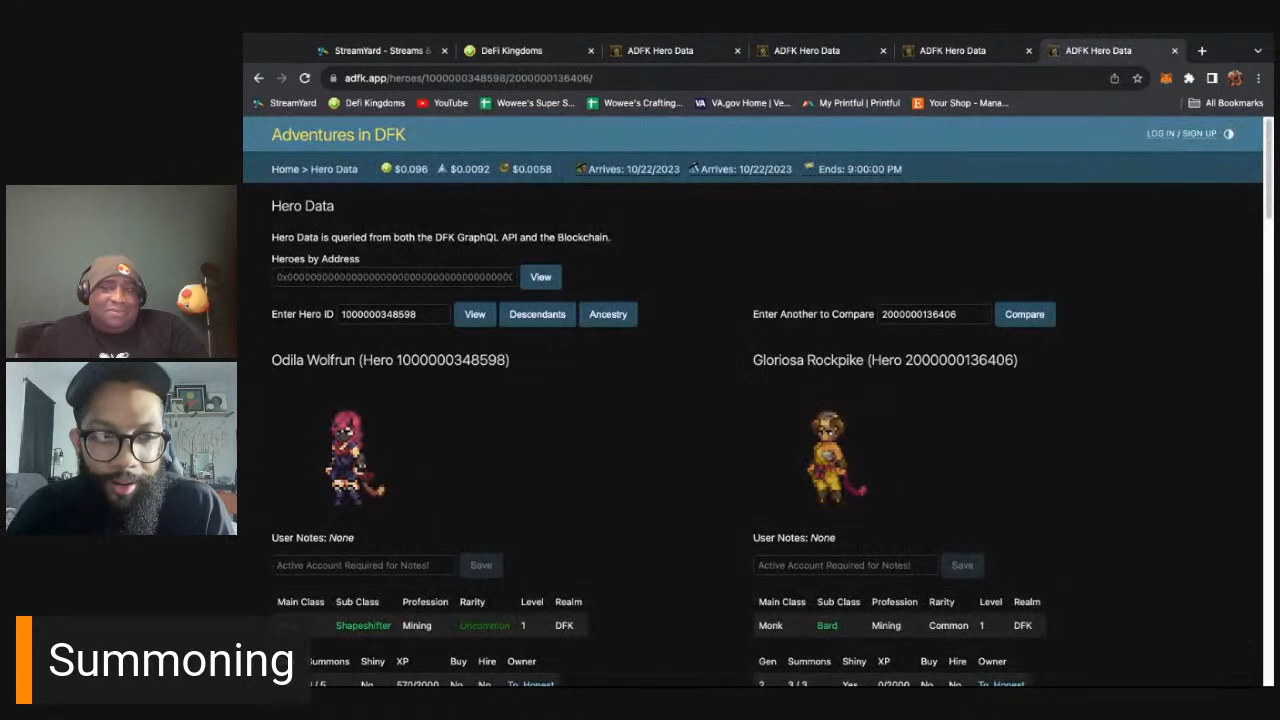 StreamYard - Streams &
DeFi Kingdoms
ADFK Hero Data
ADFK Hero Data
ADFK Hero Data
ADFK Hero Data
adfk.app/heroes/1000000348598/2000000136406/
StreamYard
Defi Kingdoms
YouTube
Wowee's Super S...
Wowee's Crafting...
VA.gov Home | Ve...
My Printful | Printful
Your Shop - Mana...
All Bookmarks
Adventures in DFK
LOG IN / SIGN UP
Home > Hero Data $0.096 $0.0092 $0.0058 Arrives: 10/22/2023 Arrives: 10/22/2023 Ends: 9:00:00 PM
Hero Data
Hero Data is queried from both the DFK GraphQL API and the Blockchain.
Heroes by Address
View
Enter Hero ID 1000000348598 View Descendants Ancestry
Enter Another to Compare 2000000136406 Compare
Odila Wolfrun (Hero 1000000348598)
Gloriosa Rockpike (Hero 2000000136406)
User Notes: None
User Notes: None
Active Account Required for Notes! Save
Active Account Required for Notes! Save
Main Class Sub Class Profession Rarity Level Realm
Shapeshifter Mining Uncommon 1 DFK
Main Class Sub Class Profession Rarity Level Realm
Monk Bard Mining Common 1 DFK
Summons Shiny XP Buy Hire Owner
No 570/2000 No No To_Honest
Gen Summons Shiny XP Buy Hire Owner
2 3/3 Yes 0/2000 No No To_Honest
Summoning